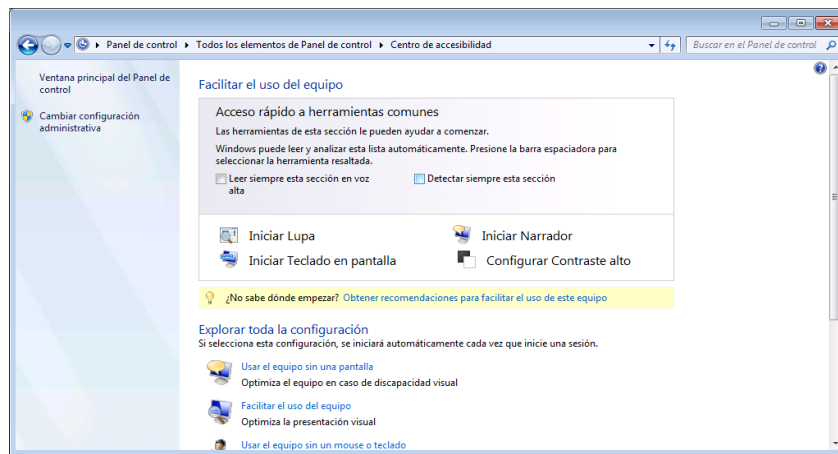 Panel de control ▸ Todos los elementos de Panel de control ▸ Centro de accesibilidad
Buscar en el Panel de control
Ventana principal del Panel de
control
Cambiar configuración
administrativa
Facilitar el uso del equipo
Acceso rápido a herramientas comunes
Las herramientas de esta sección le pueden ayudar a comenzar.
Windows puede leer y analizar esta lista automáticamente. Presione la barra espaciadora para
seleccionar la herramienta resaltada.
Leer siempre esta sección en voz
alta
Detectar siempre esta sección
Iniciar Lupa
Iniciar Narrador
Iniciar Teclado en pantalla
Configurar Contraste alto
¿No sabe dónde empezar? Obtener recomendaciones para facilitar el uso de este equipo
Explorar toda la configuración
Si selecciona esta configuración, se iniciará automáticamente cada vez que inicie una sesión.
Usar el equipo sin una pantalla
Optimiza el equipo en caso de discapacidad visual
Facilitar el uso del equipo
Optimiza la presentación visual
Usar el equipo sin un mouse o teclado